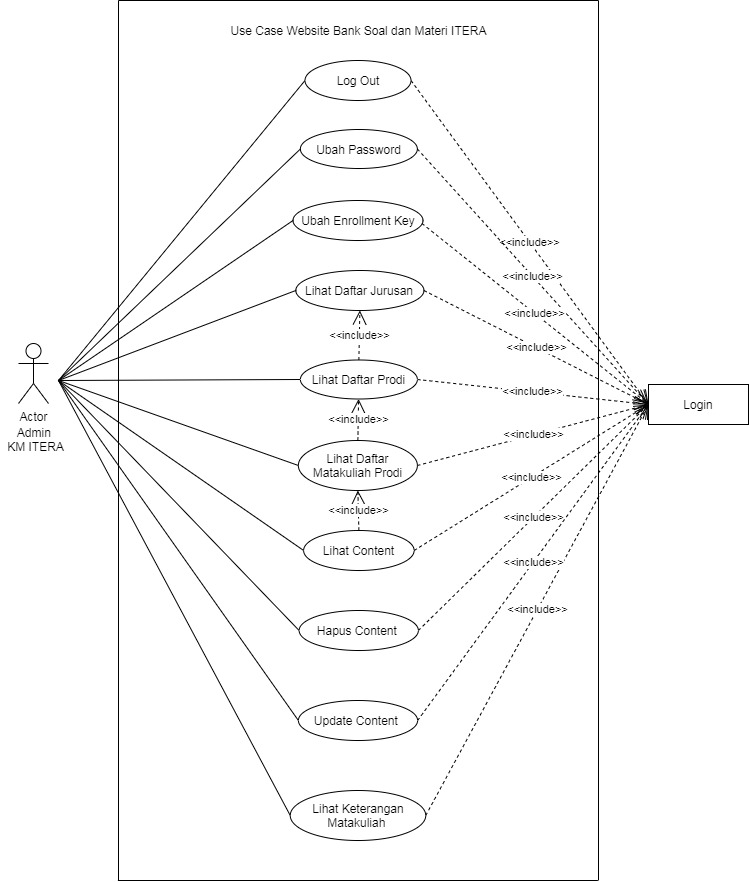 Use Case Website Bank Soal dan Materi ITERA
Log Out
Ubah Password
Ubah Enrollment Key
<<include>>
<<include>>
Lihat Daftar Jurusan
<<include>>
<<include>>
<<include>>
Lihat Daftar Prodi
<<include>>
Actor
Admin
KM ITERA
Login
<<include>>
<<include>>
Lihat Daftar
Matakuliah Prodi
<<include>>
<<include>>
Lihat Content
<<include>>
Hapus Content
<<include>>
<<include>>
Update Content
Lihat Keterangan
Matakuliah